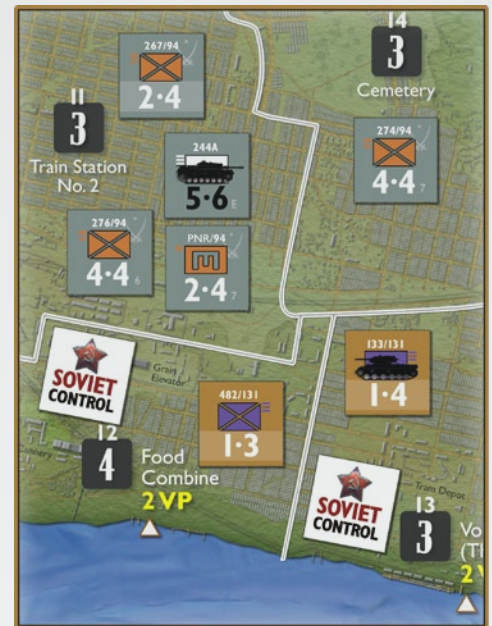 267/94
2-4
14
3
Cemetery
11
3
Train Station
No. 2
244A
5-6 E
274/94
4-4 7
276/94
4-4 6
PNR/94
2-4 7
SOVIET
CONTROL
Grain
Elevator
482/131
1-3
133/131
1-4
12
4
Food
Combine
2 VP
SOVIET
CONTROL
Tram Depot
13
3
Vo
(Th
2 V